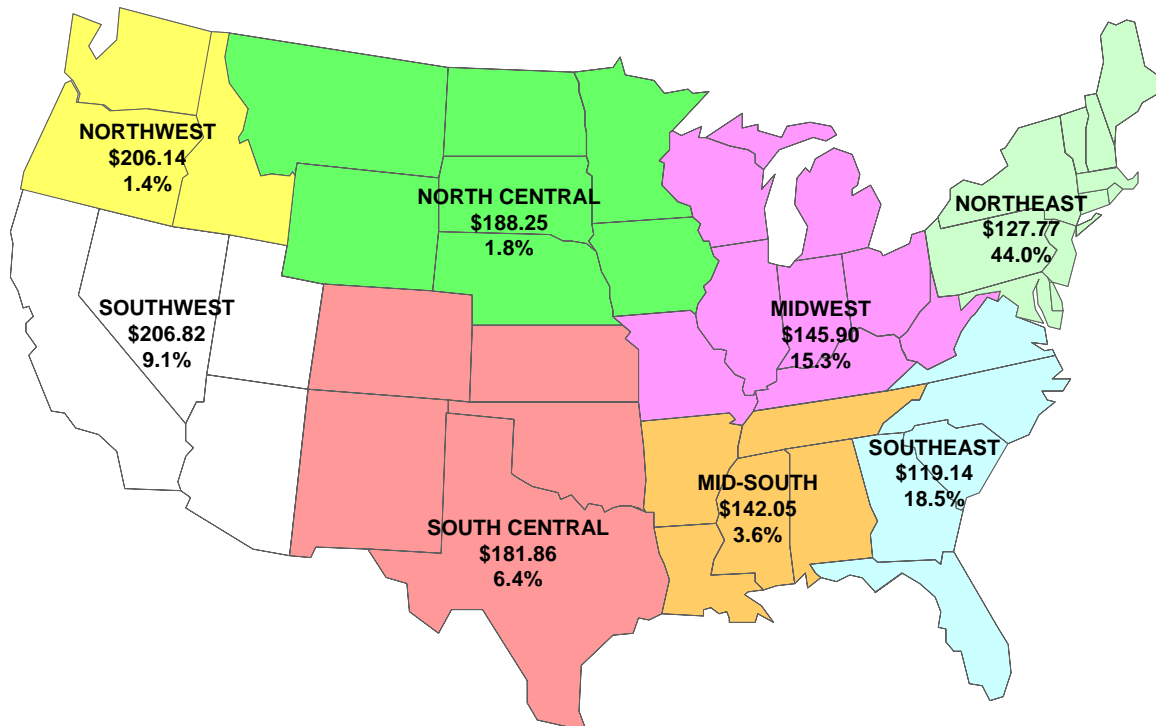 NORTHWEST
$206.14
1.4%
NORTH CENTRAL
$188.25
1.8%
NORTHEAST
$127.77
44.0%
SOUTHWEST
$206.82
9.1%
MIDWEST
$145.90
15.3%
SOUTHEAST
$119.14
18.5%
MID-SOUTH
$142.05
3.6%
SOUTH CENTRAL
$181.86
6.4%